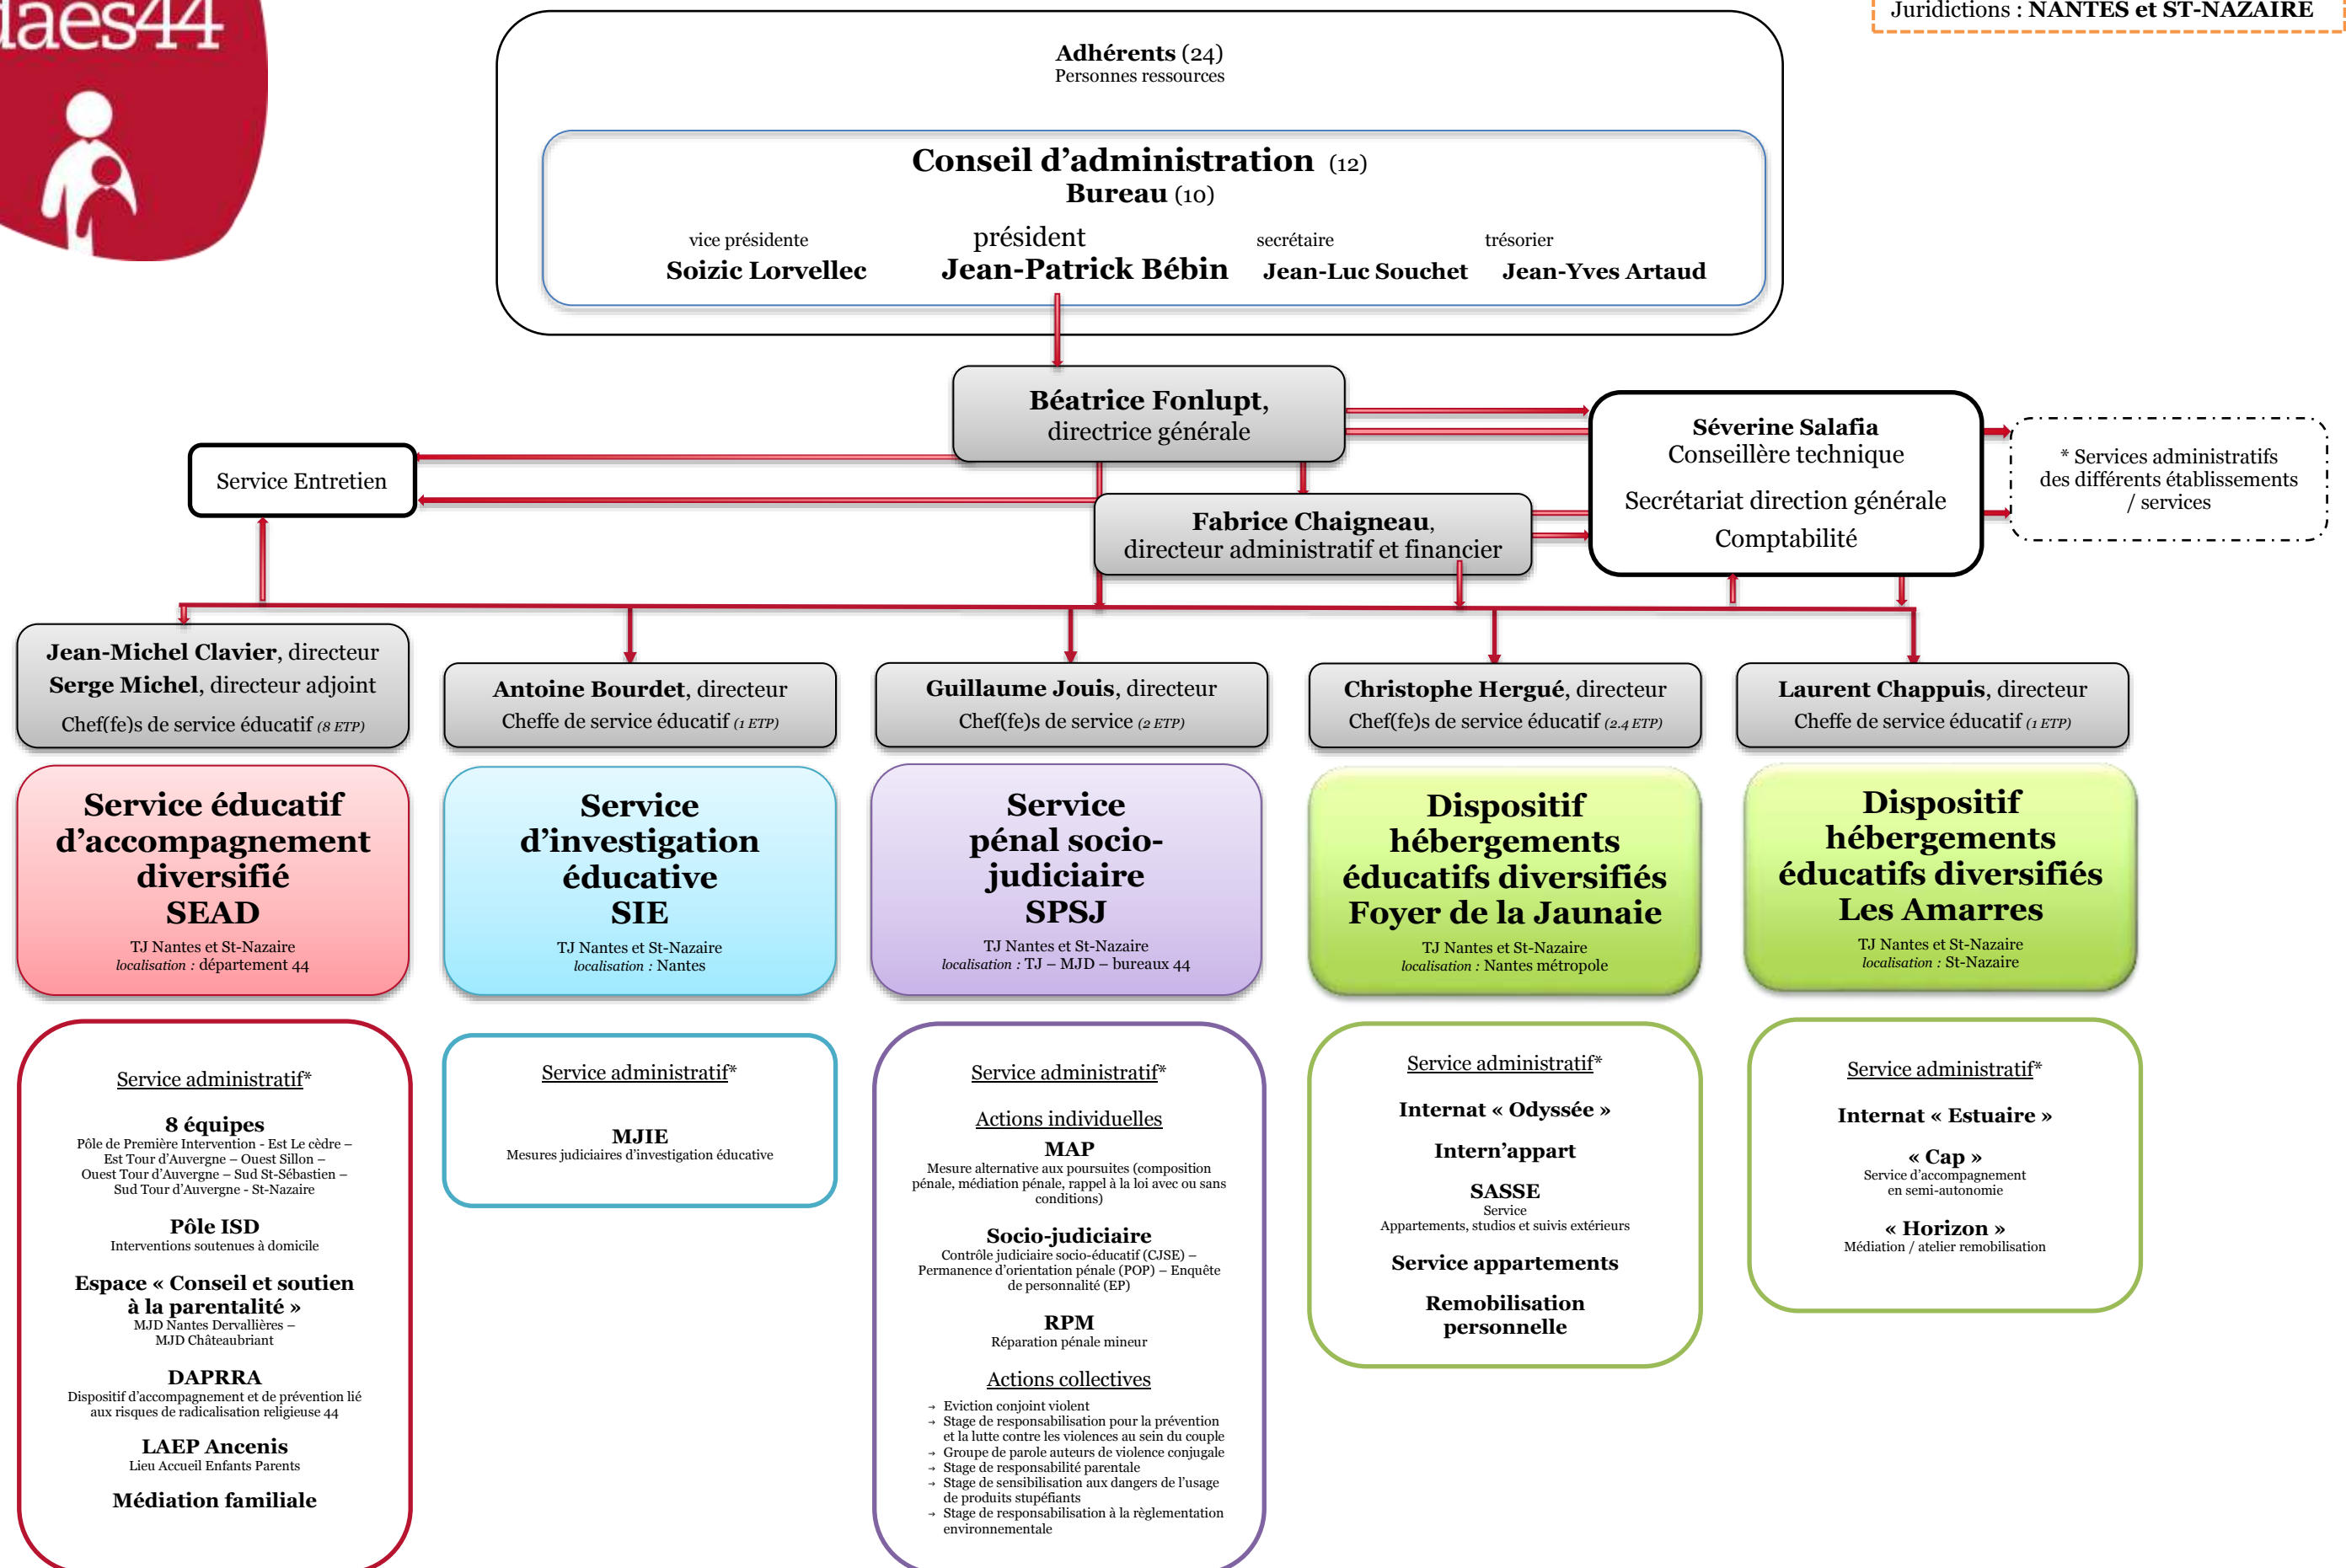 daes44
Juridictions : NANTES et ST-NAZAIRE
Adhérents (24)
Personnes ressources
Conseil d'administration (12)
Bureau (10)
vice présidente
Soizic Lorvellec
président
Jean-Patrick Bébin
secrétaire
Jean-Luc Souchet
trésorier
Jean-Yves Artaud
Béatrice Fonlupt,
directrice générale
Service Entretien
Fabrice Chaigneau,
directeur administratif et financier
Séverine Salafia
Conseillère technique
Secrétariat direction générale
Comptabilité
* Services administratifs
des différents établissements
/ services
Jean-Michel Clavier, directeur
Serge Michel, directeur adjoint
Chef(fe)s de service éducatif (8 ETP)
Antoine Bourdet, directeur
Cheffe de service éducatif (1 ETP)
Guillaume Jouis, directeur
Chef(fe)s de service (2 ETP)
Christophe Hergué, directeur
Chef(fe)s de service éducatif (2.4 ETP)
Laurent Chappuis, directeur
Cheffe de service éducatif (1 ETP)
Service éducatif
d'accompagnement
diversifié
SEAD
TJ Nantes et St-Nazaire
localisation : département 44
Service
d'investigation
éducative
SIE
TJ Nantes et St-Nazaire
localisation : Nantes
Service
pénal socio-
judiciaire
SPSJ
TJ Nantes et St-Nazaire
localisation : TJ – MJD – bureaux 44
Dispositif
hébergements
éducatifs diversifiés
Foyer de la Jaunaie
TJ Nantes et St-Nazaire
localisation : Nantes métropole
Dispositif
hébergements
éducatifs diversifiés
Les Amarres
TJ Nantes et St-Nazaire
localisation : St-Nazaire
Service administratif*
8 équipes
Pôle de Première Intervention - Est Le cèdre –
Est Tour d'Auvergne – Ouest Sillon –
Ouest Tour d'Auvergne – Sud St-Sébastien –
Sud Tour d'Auvergne - St-Nazaire
Pôle ISD
Interventions soutenues à domicile
Espace « Conseil et soutien
à la parentalité »
MJD Nantes Dervallières –
MJD Châteaubriant
DAPRRA
Dispositif d'accompagnement et de prévention lié
aux risques de radicalisation religieuse 44
LAEP Ancenis
Lieu Accueil Enfants Parents
Médiation familiale
Service administratif*
MJIE
Mesures judiciaires d'investigation éducative
Service administratif*
Actions individuelles
MAP
Mesure alternative aux poursuites (composition
pénale, médiation pénale, rappel à la loi avec ou sans
conditions)
Socio-judiciaire
Contrôle judiciaire socio-éducatif (CJSE) –
Permanence d'orientation pénale (POP) – Enquête
de personnalité (EP)
RPM
Réparation pénale mineur
Actions collectives
→ Eviction conjoint violent
→ Stage de responsabilisation pour la prévention
et la lutte contre les violences au sein du couple
→ Groupe de parole auteurs de violence conjugale
→ Stage de responsabilité parentale
→ Stage de sensibilisation aux dangers de l'usage
de produits stupéfiants
→ Stage de responsabilisation à la règlementation
environnementale
Service administratif*
Internat « Odyssée »
Intern'appart
SASSE
Service
Appartements, studios et suivis extérieurs
Service appartements
Remobilisation
personnelle
Service administratif*
Internat « Estuaire »
« Cap »
Service d'accompagnement
en semi-autonomie
« Horizon »
Médiation / atelier remobilisation